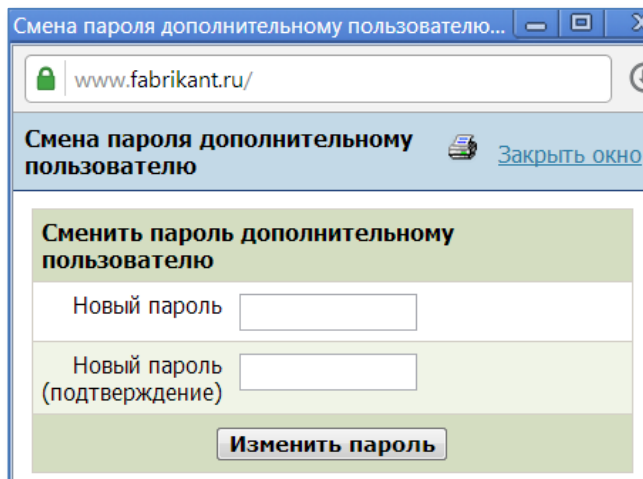 Смена пароля дополнительному пользователю...
www.fabrikant.ru/
Смена пароля дополнительному
пользователю
Закрыть окно
Сменить пароль дополнительному
пользователю
Новый пароль
Новый пароль
(подтверждение)
Изменить пароль